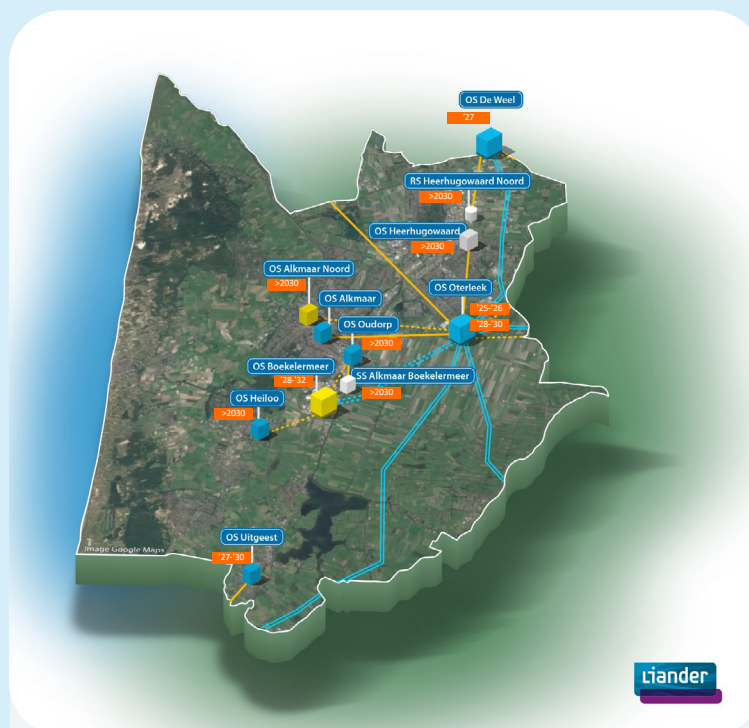 OS De Weel
'27
RS Heerhugowaard Noord
>2030
OS Heerhugowaard
>2030
OS Alkmaar Noord
>2030
OS Alkmaar
OS Oterleek
'25-'26
'28-'30
OS Oudorp
>2030
OS Boekelermeer
'28-'32
SS Alkmaar Boekelermeer
>2030
OS Heiloo
>2030
OS Uitgeest
'27-'30
Image Google Maps
Liander